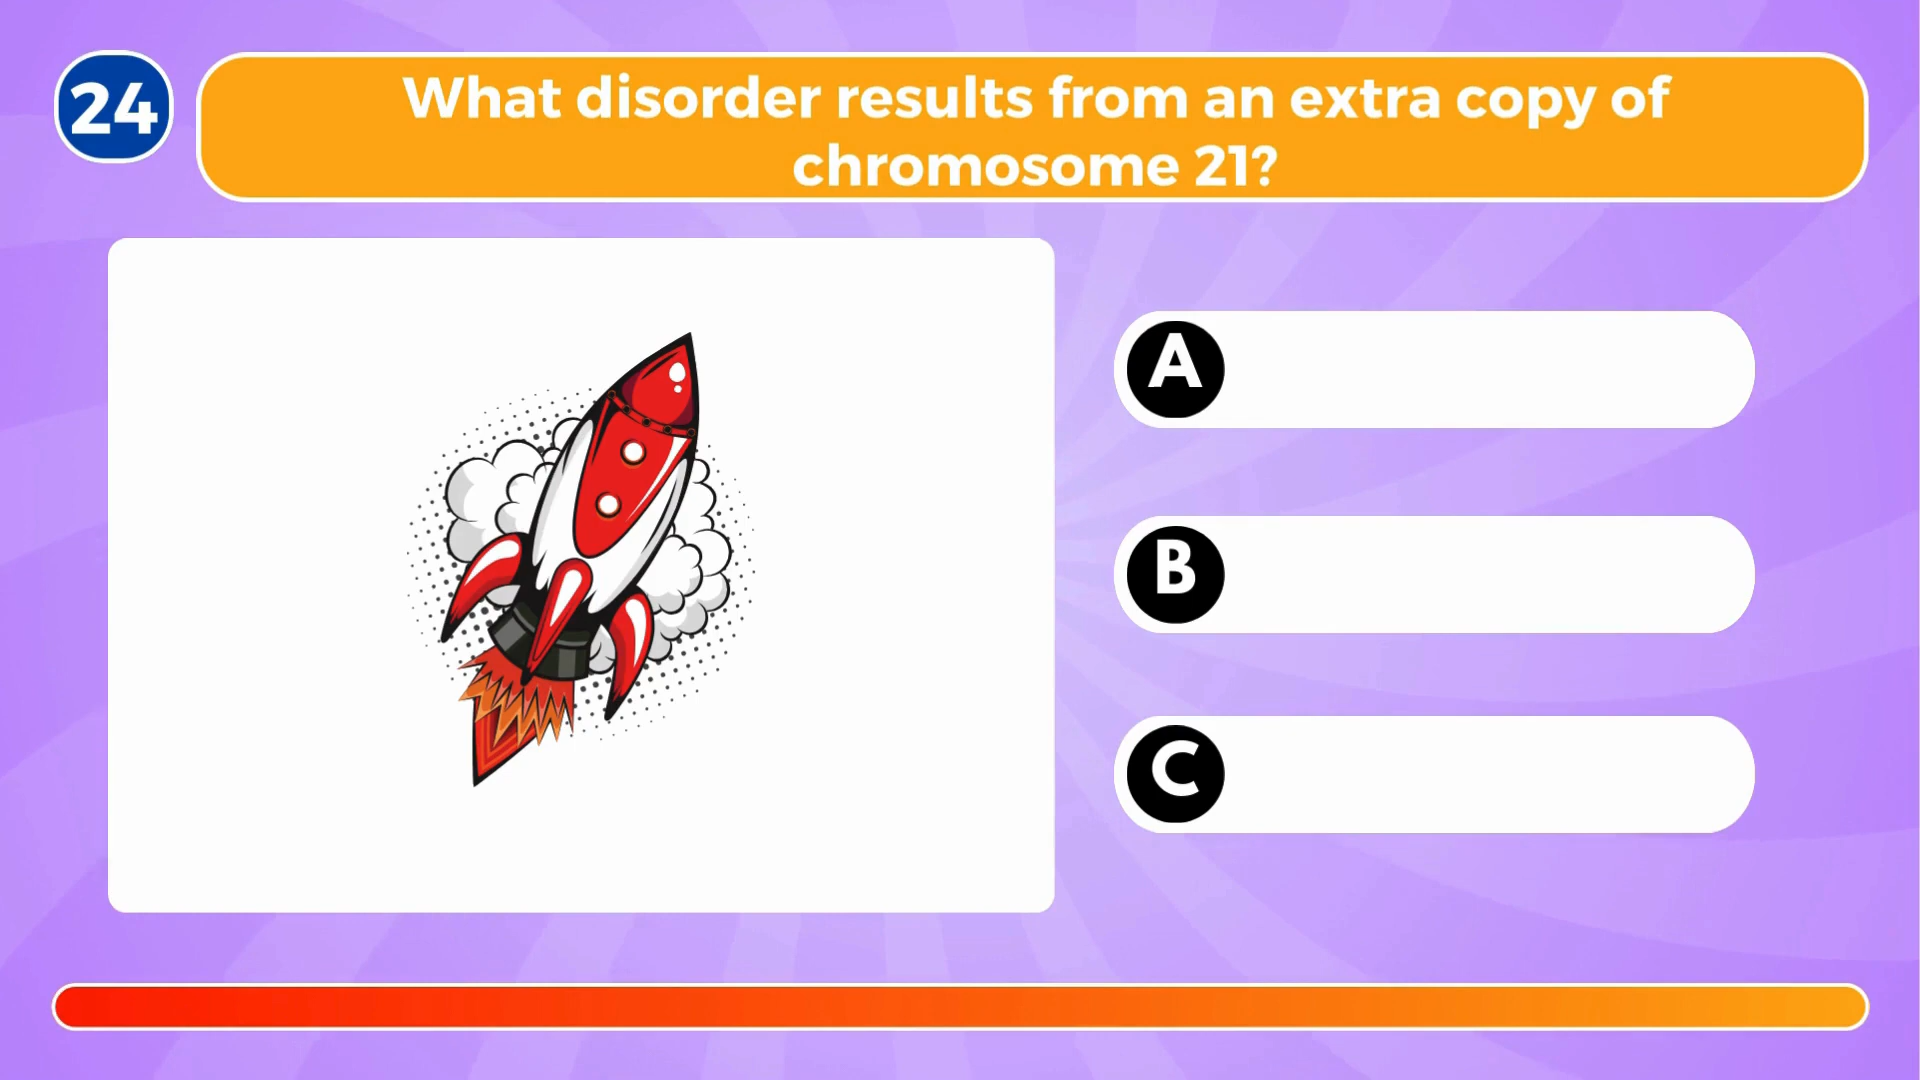 24
What disorder results from an extra copy of
chromosome 21?
A
B
C